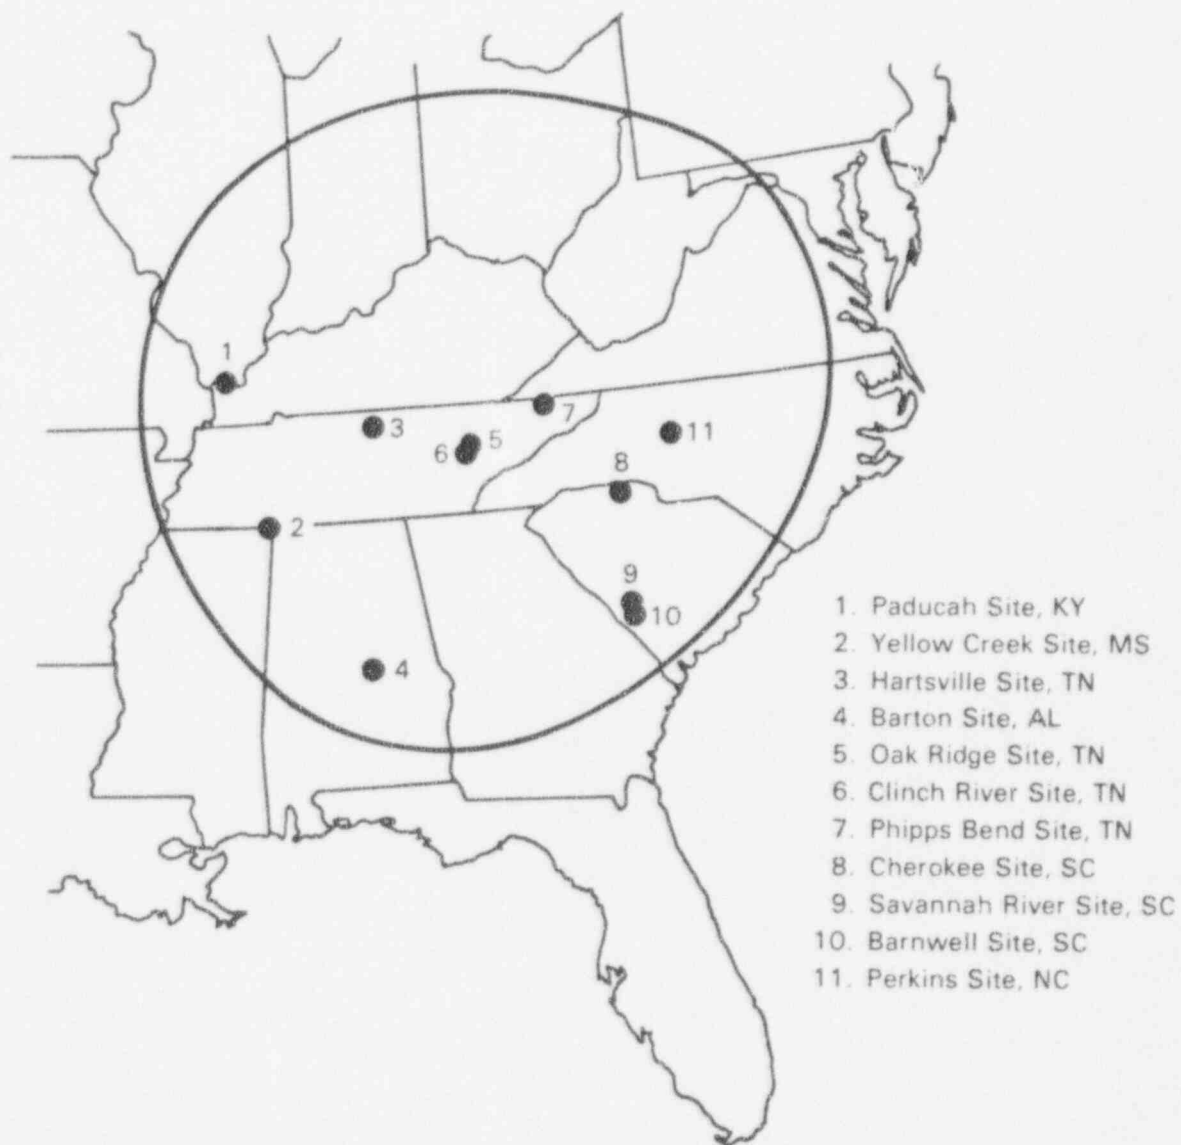 1
3
5
7
6
11
8
2
9
10
4
1. Paducah Site, KY
2. Yellow Creek Site, MS
3. Hartsville Site, TN
4. Barton Site, AL
5. Oak Ridge Site, TN
6. Clinch River Site, TN
7. Phipps Bend Site, TN
8. Cherokee Site, SC
9. Savannah River Site, SC
10. Barnwell Site, SC
11. Perkins Site, NC